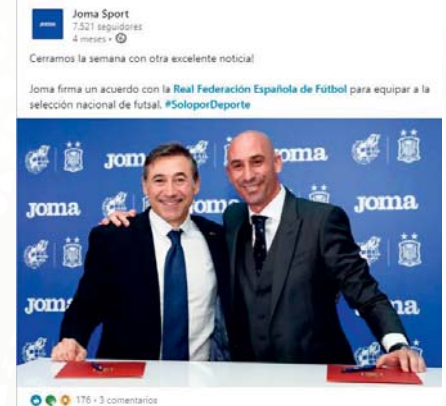 Joma
Joma Sport
7.521 seguidores
4 meses •
Cerramos la semana con otra excelente noticia!
Joma firma un acuerdo con la Real Federación Española de Fútbol para equipar a la
selección nacional de futsal. #SoloporDeporte
Joma
Joma
Joma
Joma
Joma
176 • 3 comentarios